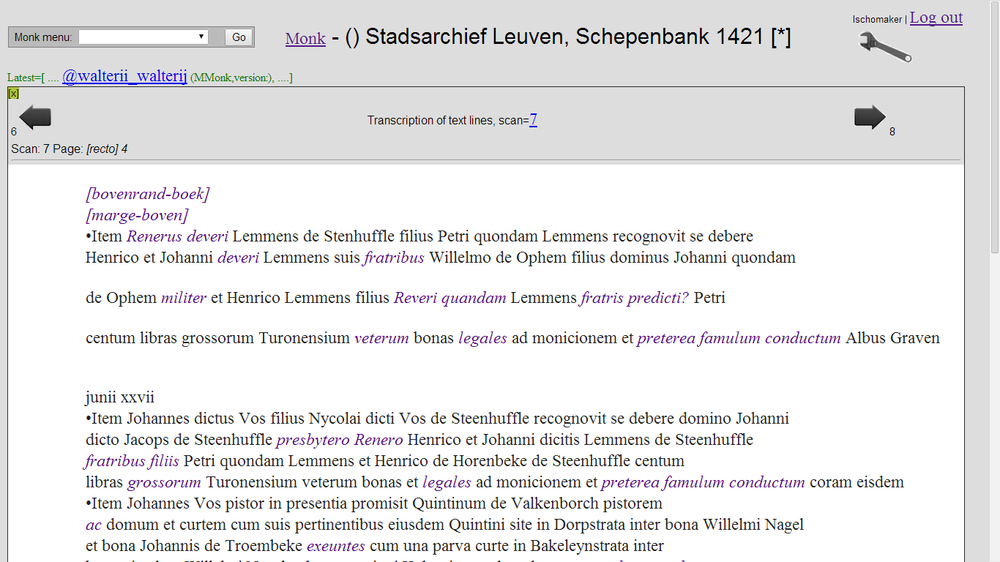 Monk menu:
Go
Monk - () Stadsarchief Leuven, Schepenbank 1421 [*]
lschomaker | Log out
Latest=[ .... @walterii_walterij (MMonk,version:), ....]
[x]
Transcription of text lines, scan=7
6
8
Scan: 7 Page: [recto] 4
[bovenrand-boek]
[marge-boven]
•Item Renerus deveri Lemmens de Stenhuffle filius Petri quondam Lemmens recognovit se debere
Henrico et Johanni deveri Lemmens suis fratribus Willelmo de Ophem filius dominus Johanni quondam
de Ophem militer et Henrico Lemmens filius Reveri quandam Lemmens fratris predicti? Petri
centum libras grossorum Turonensium veterum bonas legales ad monicionem et preterea famulum conductum Albus Graven
junii xxvii
•Item Johannes dictus Vos filius Nycolai dicti Vos de Steenhuffle recognovit se debere domino Johanni
dicto Jacops de Steenhuffle presbytero Renero Henrico et Johanni dicitis Lemmens de Steenhuffle
fratribus filiis Petri quondam Lemmens et Henrico de Horenbeke de Steenhuffle centum
libras grossorum Turonensium veterum bonas et legales ad monicionem et preterea famulum conductum coram eisdem
•Item Johannes Vos pistor in presentia promisit Quintinum de Valkenborch pistorem
ac domum et curtem cum suis pertinentibus eiusdem Quintini site in Dorpstrata inter bona Willelmi Nagel
et bona Johannis de Troembeke exeuntes cum una parva curte in Bakeleynstrata inter